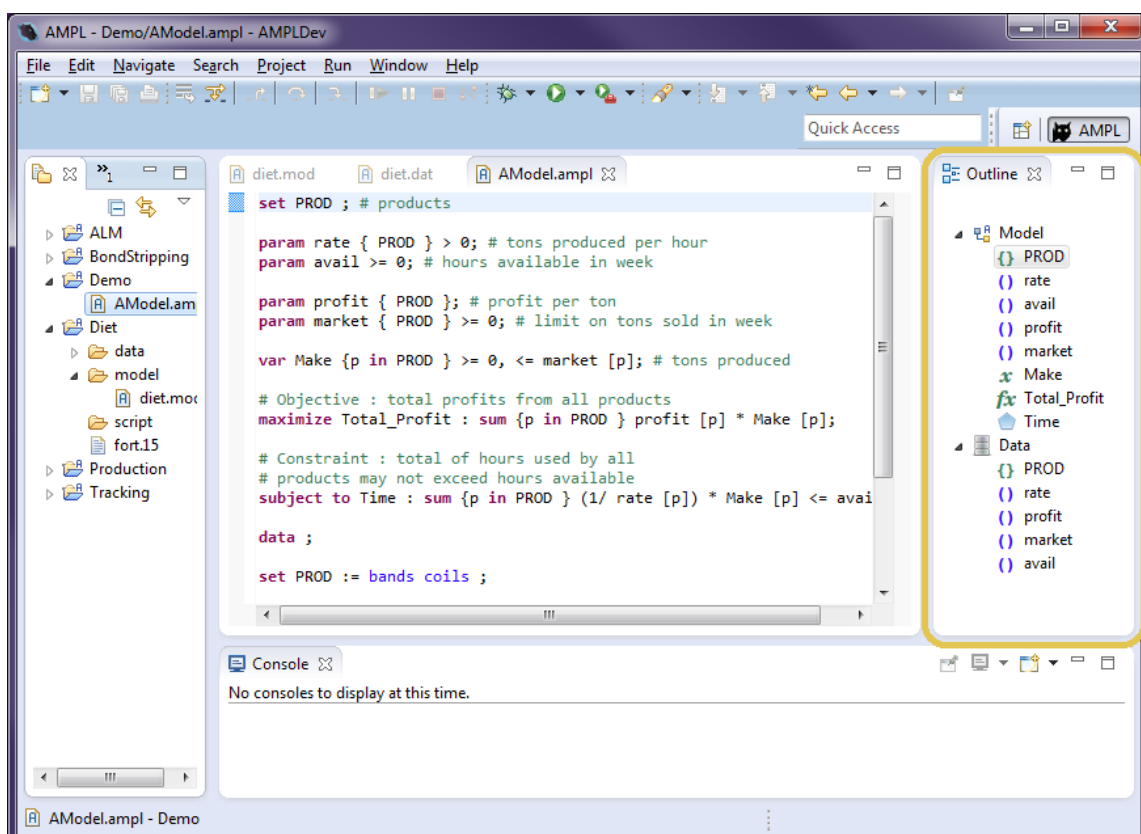 AMPL - Demo/AModel.ampl - AMPLDev
File Edit Navigate Search Project Run Window Help
Quick Access
AMPL
»1
ALM
BondStripping
Demo
AModel.am
Diet
data
model
diet.mod
script
fort.15
Production
Tracking
diet.mod diet.dat AModel.ampl
set PROD ; # products
param rate { PROD } > 0; # tons produced per hour
param avail >= 0; # hours available in week
param profit { PROD }; # profit per ton
param market { PROD } >= 0; # limit on tons sold in week
var Make {p in PROD } >= 0, <= market [p]; # tons produced
# Objective : total profits from all products
maximize Total_Profit : sum {p in PROD } profit [p] * Make [p];
# Constraint : total of hours used by all
# products may not exceed hours available
subject to Time : sum {p in PROD } (1/ rate [p]) * Make [p] <= avai
data ;
set PROD := bands coils ;
Outline
Model
{} PROD
() rate
() avail
() profit
() market
x Make
fx Total_Profit
Time
Data
{} PROD
() rate
() profit
() market
() avail
Console
No consoles to display at this time.
AModel.ampl - Demo